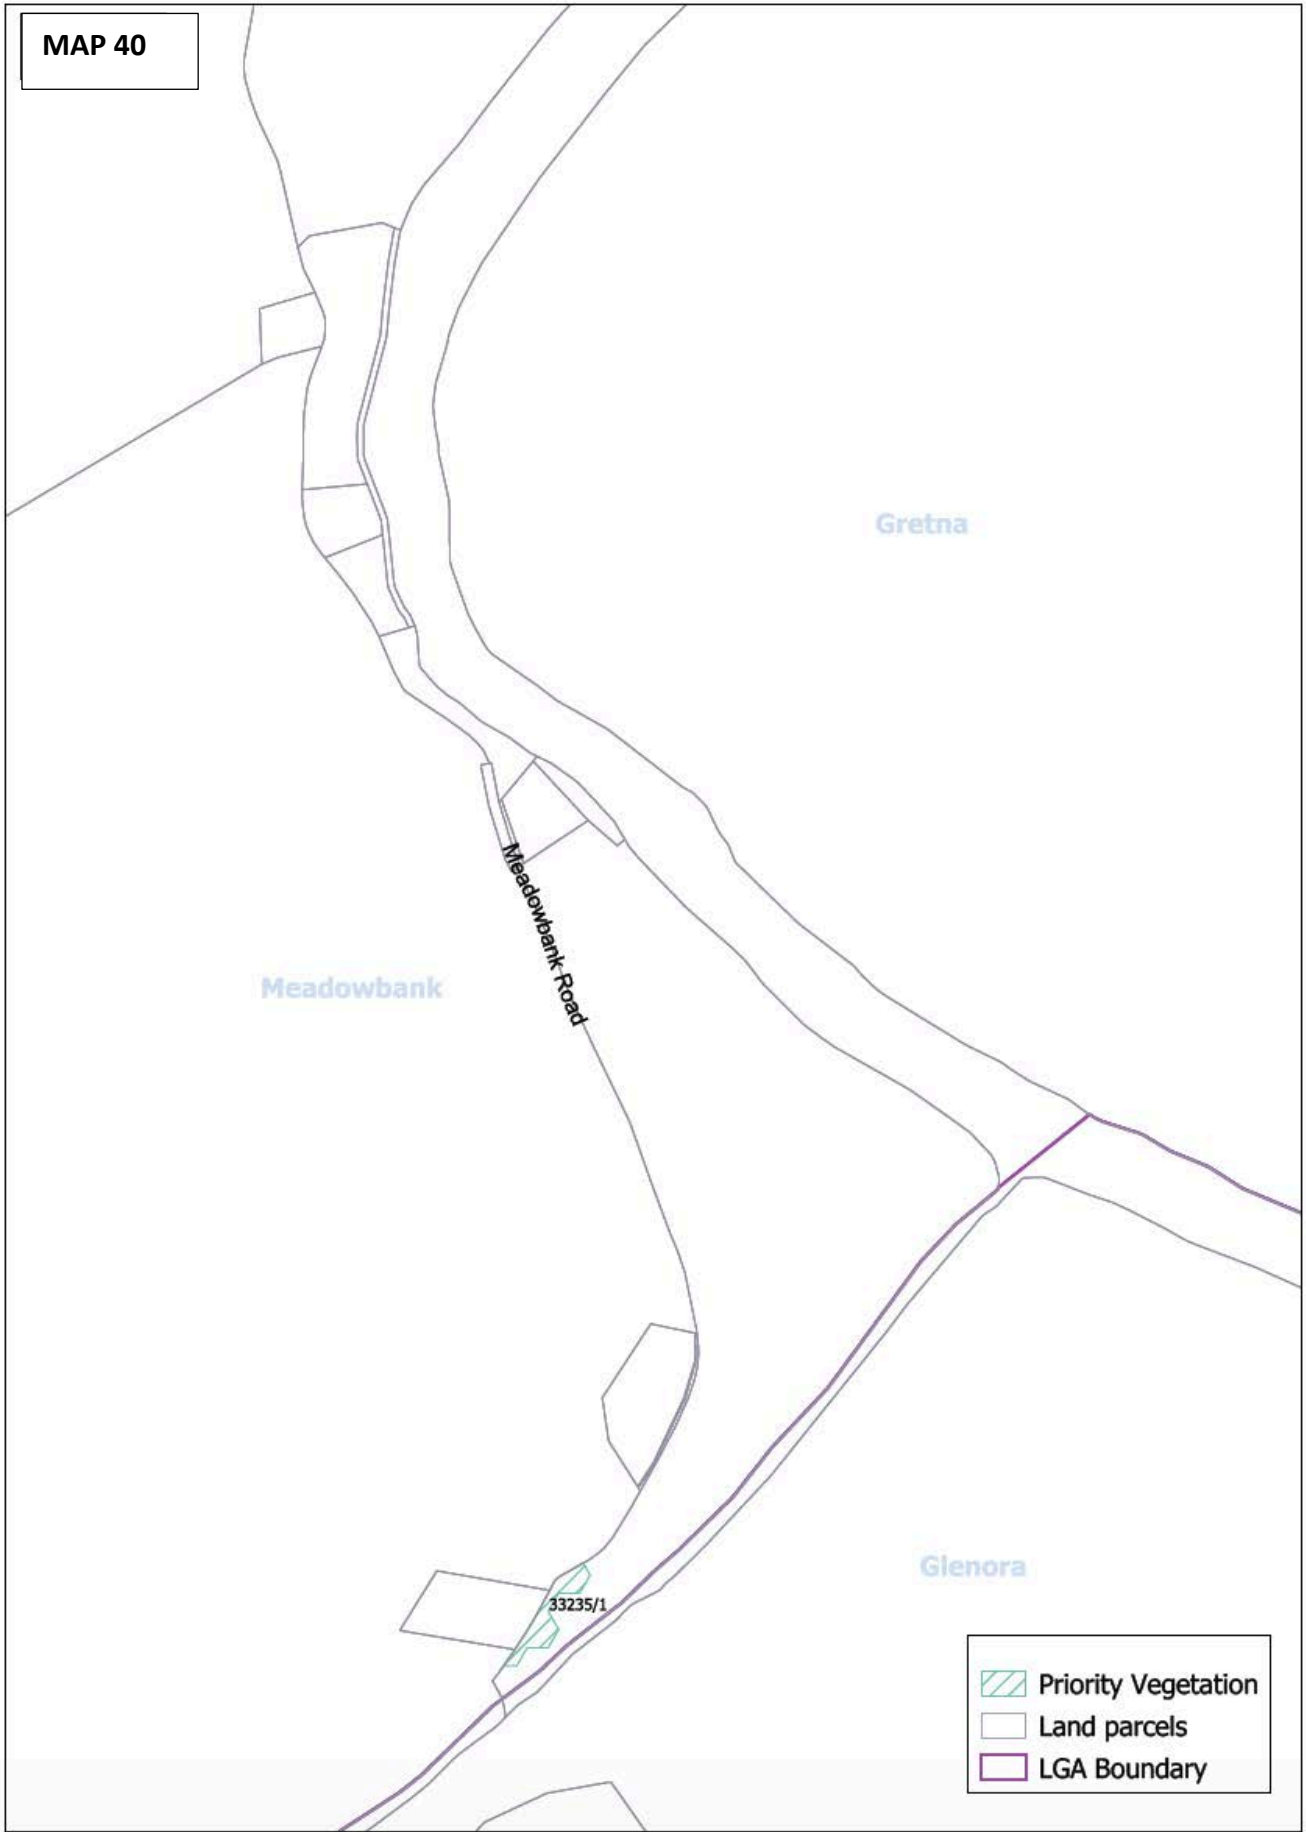 MAP 40
Gretna
Meadowbank Road
Meadowbank
Glenora
33235/1
Priority Vegetation
Land parcels
LGA Boundary